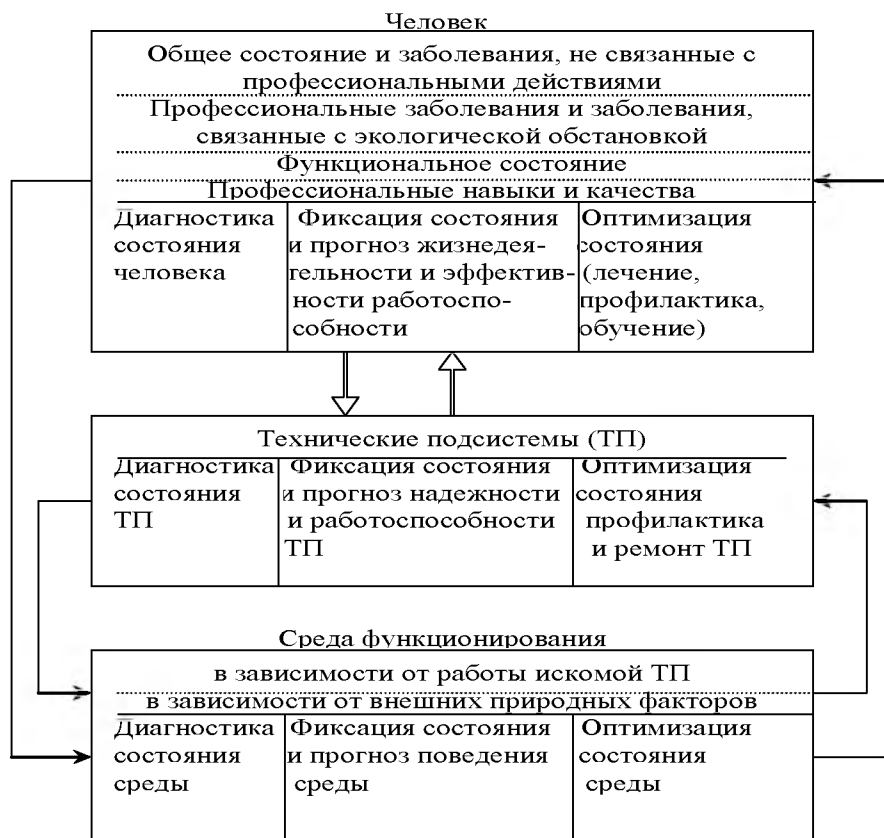 Человек
Общее состояние и заболевания, не связанные с
профессиональными действиями
Профессиональные заболевания и заболевания,
связанные с экологической обстановкой
Функциональное состояние
Профессиональные навыки и качества
Диагностика
состояния
человека
Фиксация состояния
и прогноз жизнедея-
тельности и эффектив-
ности работоспо-
собности
Оптимизация
состояния
(лечение,
профилактика,
обучение)
Технические подсистемы (ТП)
Диагностика
состояния
ТП
Фиксация состояния
и прогноз надежности
и работоспособности
ТП
Оптимизация
состояния
профилактика
и ремонт ТП
Среда функционирования
в зависимости от работы искомой ТП
в зависимости от внешних природных факторов
Диагностика
состояния
среды
Фиксация состояния
и прогноз поведения
среды
Оптимизация
состояния
среды